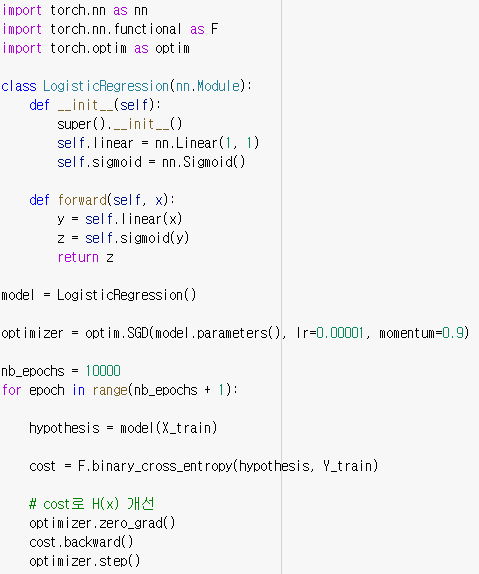 import torch.nn as nn
import torch.nn.functional as F
import torch.optim as optim
class LogisticRegression(nn.Module):
def __init__(self):
super().__init__()
self.linear = nn.Linear(1, 1)
self.sigmoid = nn.Sigmoid()
def forward(self, x):
y = self.linear(x)
z = self.sigmoid(y)
return z
model = LogisticRegression()
optimizer = optim.SGD(model.parameters(), lr=0.00001, momentum=0.9)
nb_epochs = 10000
for epoch in range(nb_epochs + 1):
hypothesis = model(X_train)
cost = F.binary_cross_entropy(hypothesis, Y_train)
# cost로 H(x) 개선
optimizer.zero_grad()
cost.backward()
optimizer.step()